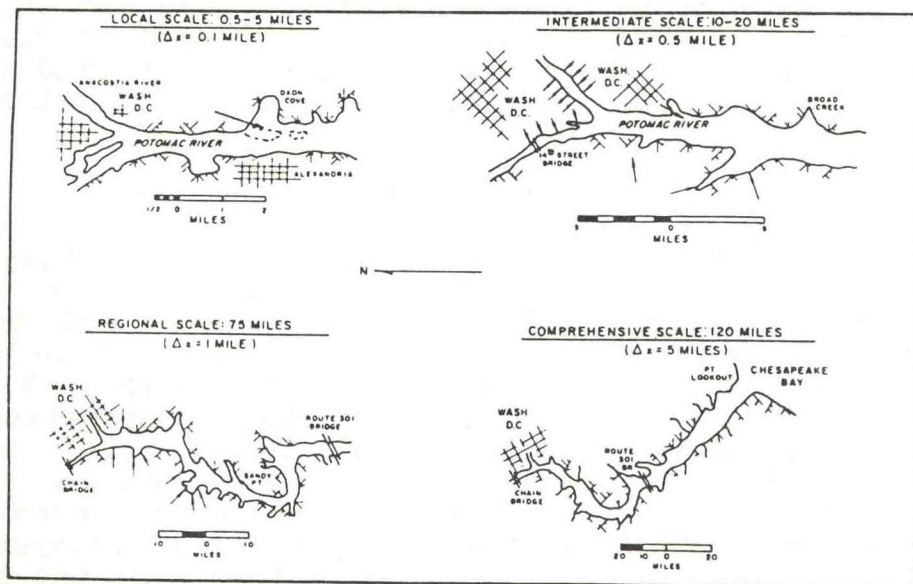 LOCAL SCALE: 0.5-5 MILES
(Δx = 0.1 MILE)
ANACOSTIA RIVER
WASH
D.C.
OXON
COVE
POTOMAC RIVER
ALEXANDRIA
1/2 0 1 2
MILES
INTERMEDIATE SCALE: 10-20 MILES
(Δx = 0.5 MILE)
WASH
D.C.
WASH
D.C.
BROAD
CREEK
POTOMAC RIVER
14th STREET
BRIDGE
5 0 5
MILES
N
REGIONAL SCALE: 75 MILES
(Δx = 1 MILE)
WASH
D.C
ROUTE 301
BRIDGE
SANDY
PT
CHAIN
BRIDGE
10 0 10
MILES
COMPREHENSIVE SCALE: 120 MILES
(Δx = 5 MILES)
PT
LOOKOUT
CHESAPEAKE
BAY
WASH
D.C
ROUTE
301
BR
CHAIN
BRIDGE
20 10 0 20
MILES